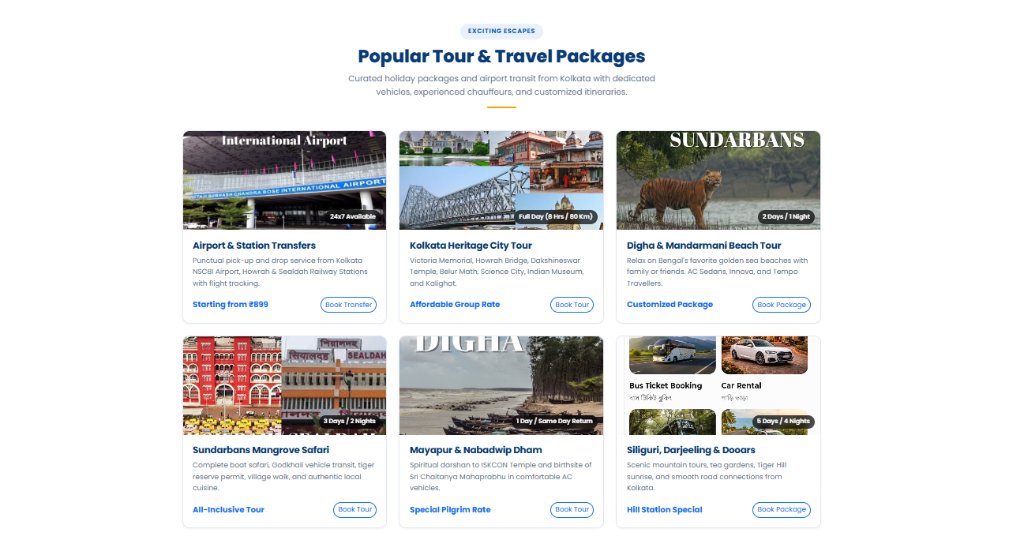 EXCITING ESCAPES
Popular Tour & Travel Packages
Curated holiday packages and airport transit from Kolkata with dedicated
vehicles, experienced chauffeurs, and customized itineraries.
International Airport
SUBHASH CHANDRA BOSE INTERNATIONAL AIRPORT
24x7 Available
Airport & Station Transfers
Punctual pick-up and drop service from Kolkata
NSCBI Airport, Howrah & Sealdah Railway Stations
with flight tracking.
Starting from ₹899
Book Transfer
Full Day (8 Hrs / 80 Km)
Kolkata Heritage City Tour
Victoria Memorial, Howrah Bridge, Dakshineswar
Temple, Belur Math, Science City, Indian Museum,
and Kalighat.
Affordable Group Rate
Book Tour
SUNDARBANS
2 Days / 1 Night
Digha & Mandarmani Beach Tour
Relax on Bengal's favorite golden sea beaches with
family or friends. AC Sedans, Innova, and Tempo
Travellers.
Customized Package
Book Package
শিয়ালদহ
सियालदह SEALDAH
3 Days / 2 Nights
Sundarbans Mangrove Safari
Complete boat safari, Godkhali vehicle transit, tiger
reserve permit, village walk, and authentic local
cuisine.
All-Inclusive Tour
Book Tour
DIGHA
1 Day / Same Day Return
Mayapur & Nabadwip Dham
Spiritual darshan to ISKCON Temple and birthsite of
Sri Chaitanya Mahaprabhu in comfortable AC
vehicles.
Special Pilgrim Rate
Book Tour
Bus Ticket Booking
বাস টিকিট বুকিং
Car Rental
গাড়ি ভাড়া
5 Days / 4 Nights
Siliguri, Darjeeling & Dooars
Scenic mountain tours, tea gardens, Tiger Hill
sunrise, and smooth road connections from
Kolkata.
Hill Station Special
Book Package